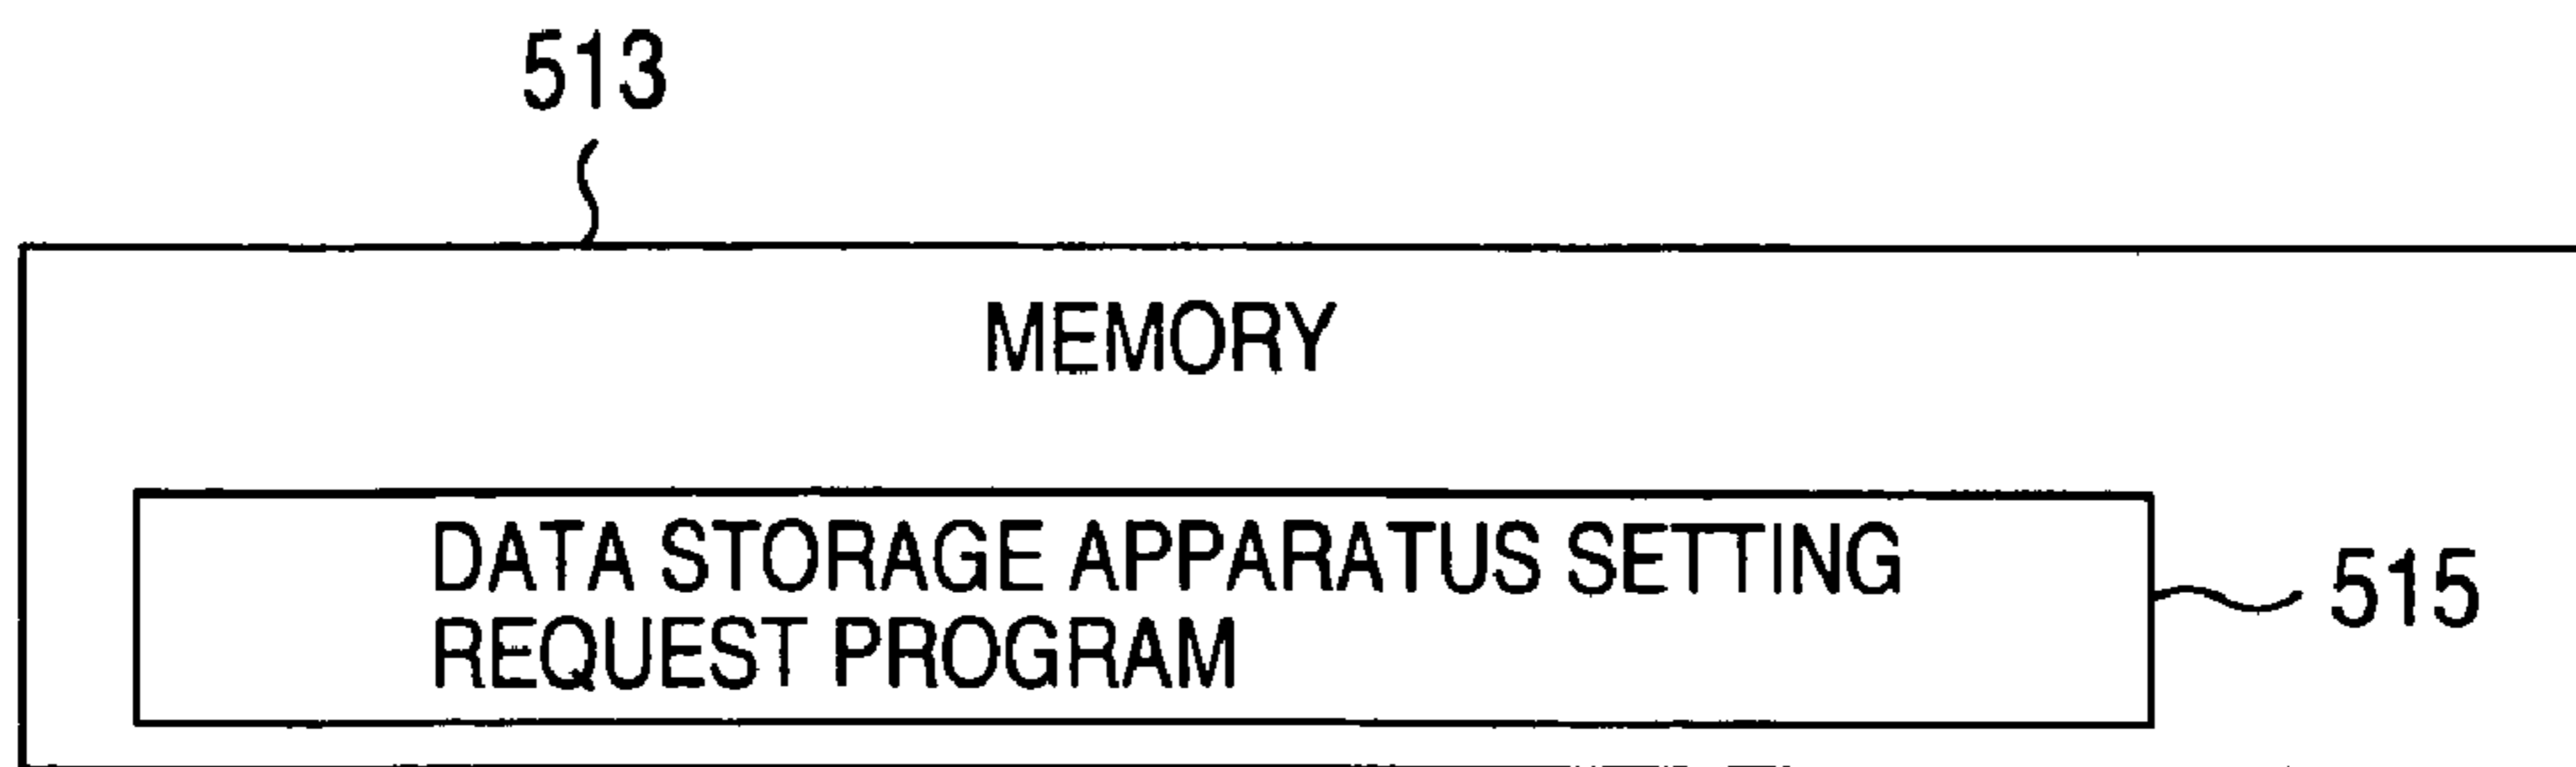 513
MEMORY
DATA STORAGE APPARATUS SETTING
REQUEST PROGRAM
515